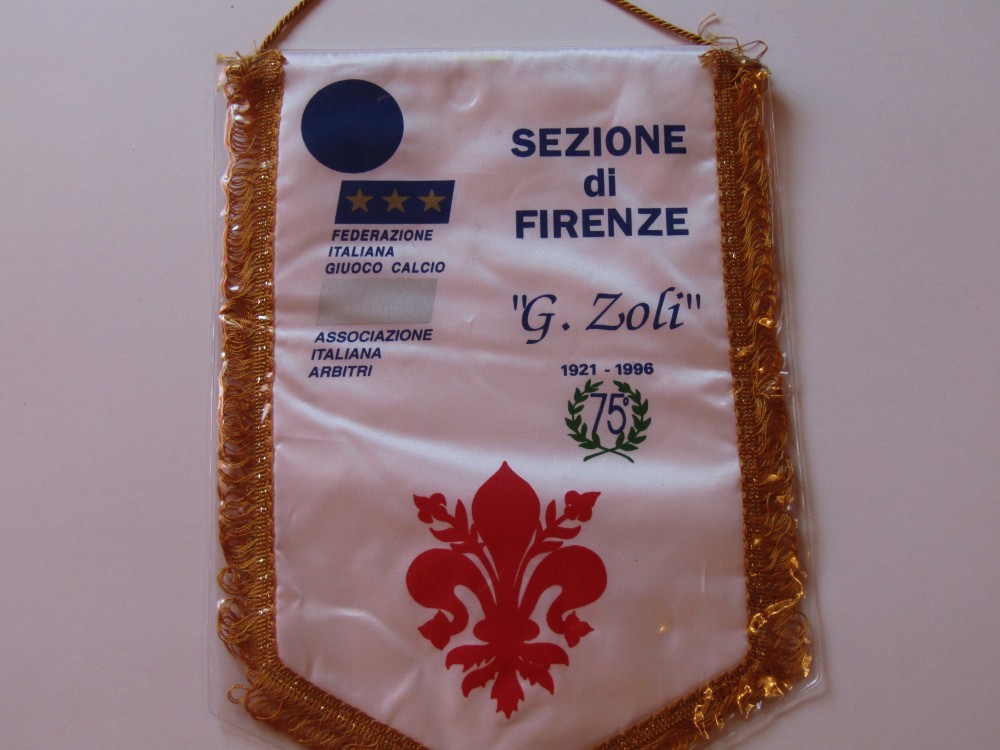 SEZIONE
di
FIRENZE
FEDERAZIONE
ITALIANA
GIUOCO CALCIO
ASSOCIAZIONE
ITALIANA
ARBITRI
"G. Zoli"
1921 - 1996
75°